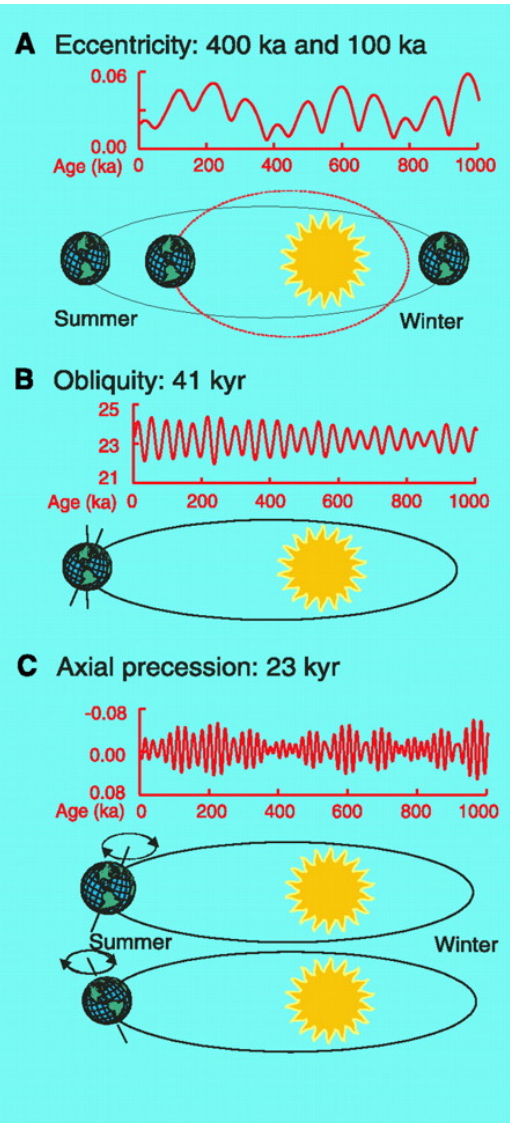 A Eccentricity: 400 ka and 100 ka
0.06
0.00
Age (ka) 0 200 400 600 800 1000
Summer Winter
B Obliquity: 41 kyr
25
23
21
Age (ka) 0 200 400 600 800 1000
C Axial precession: 23 kyr
-0.08
0.00
0.08
Age (ka) 0 200 400 600 800 1000
Summer Winter